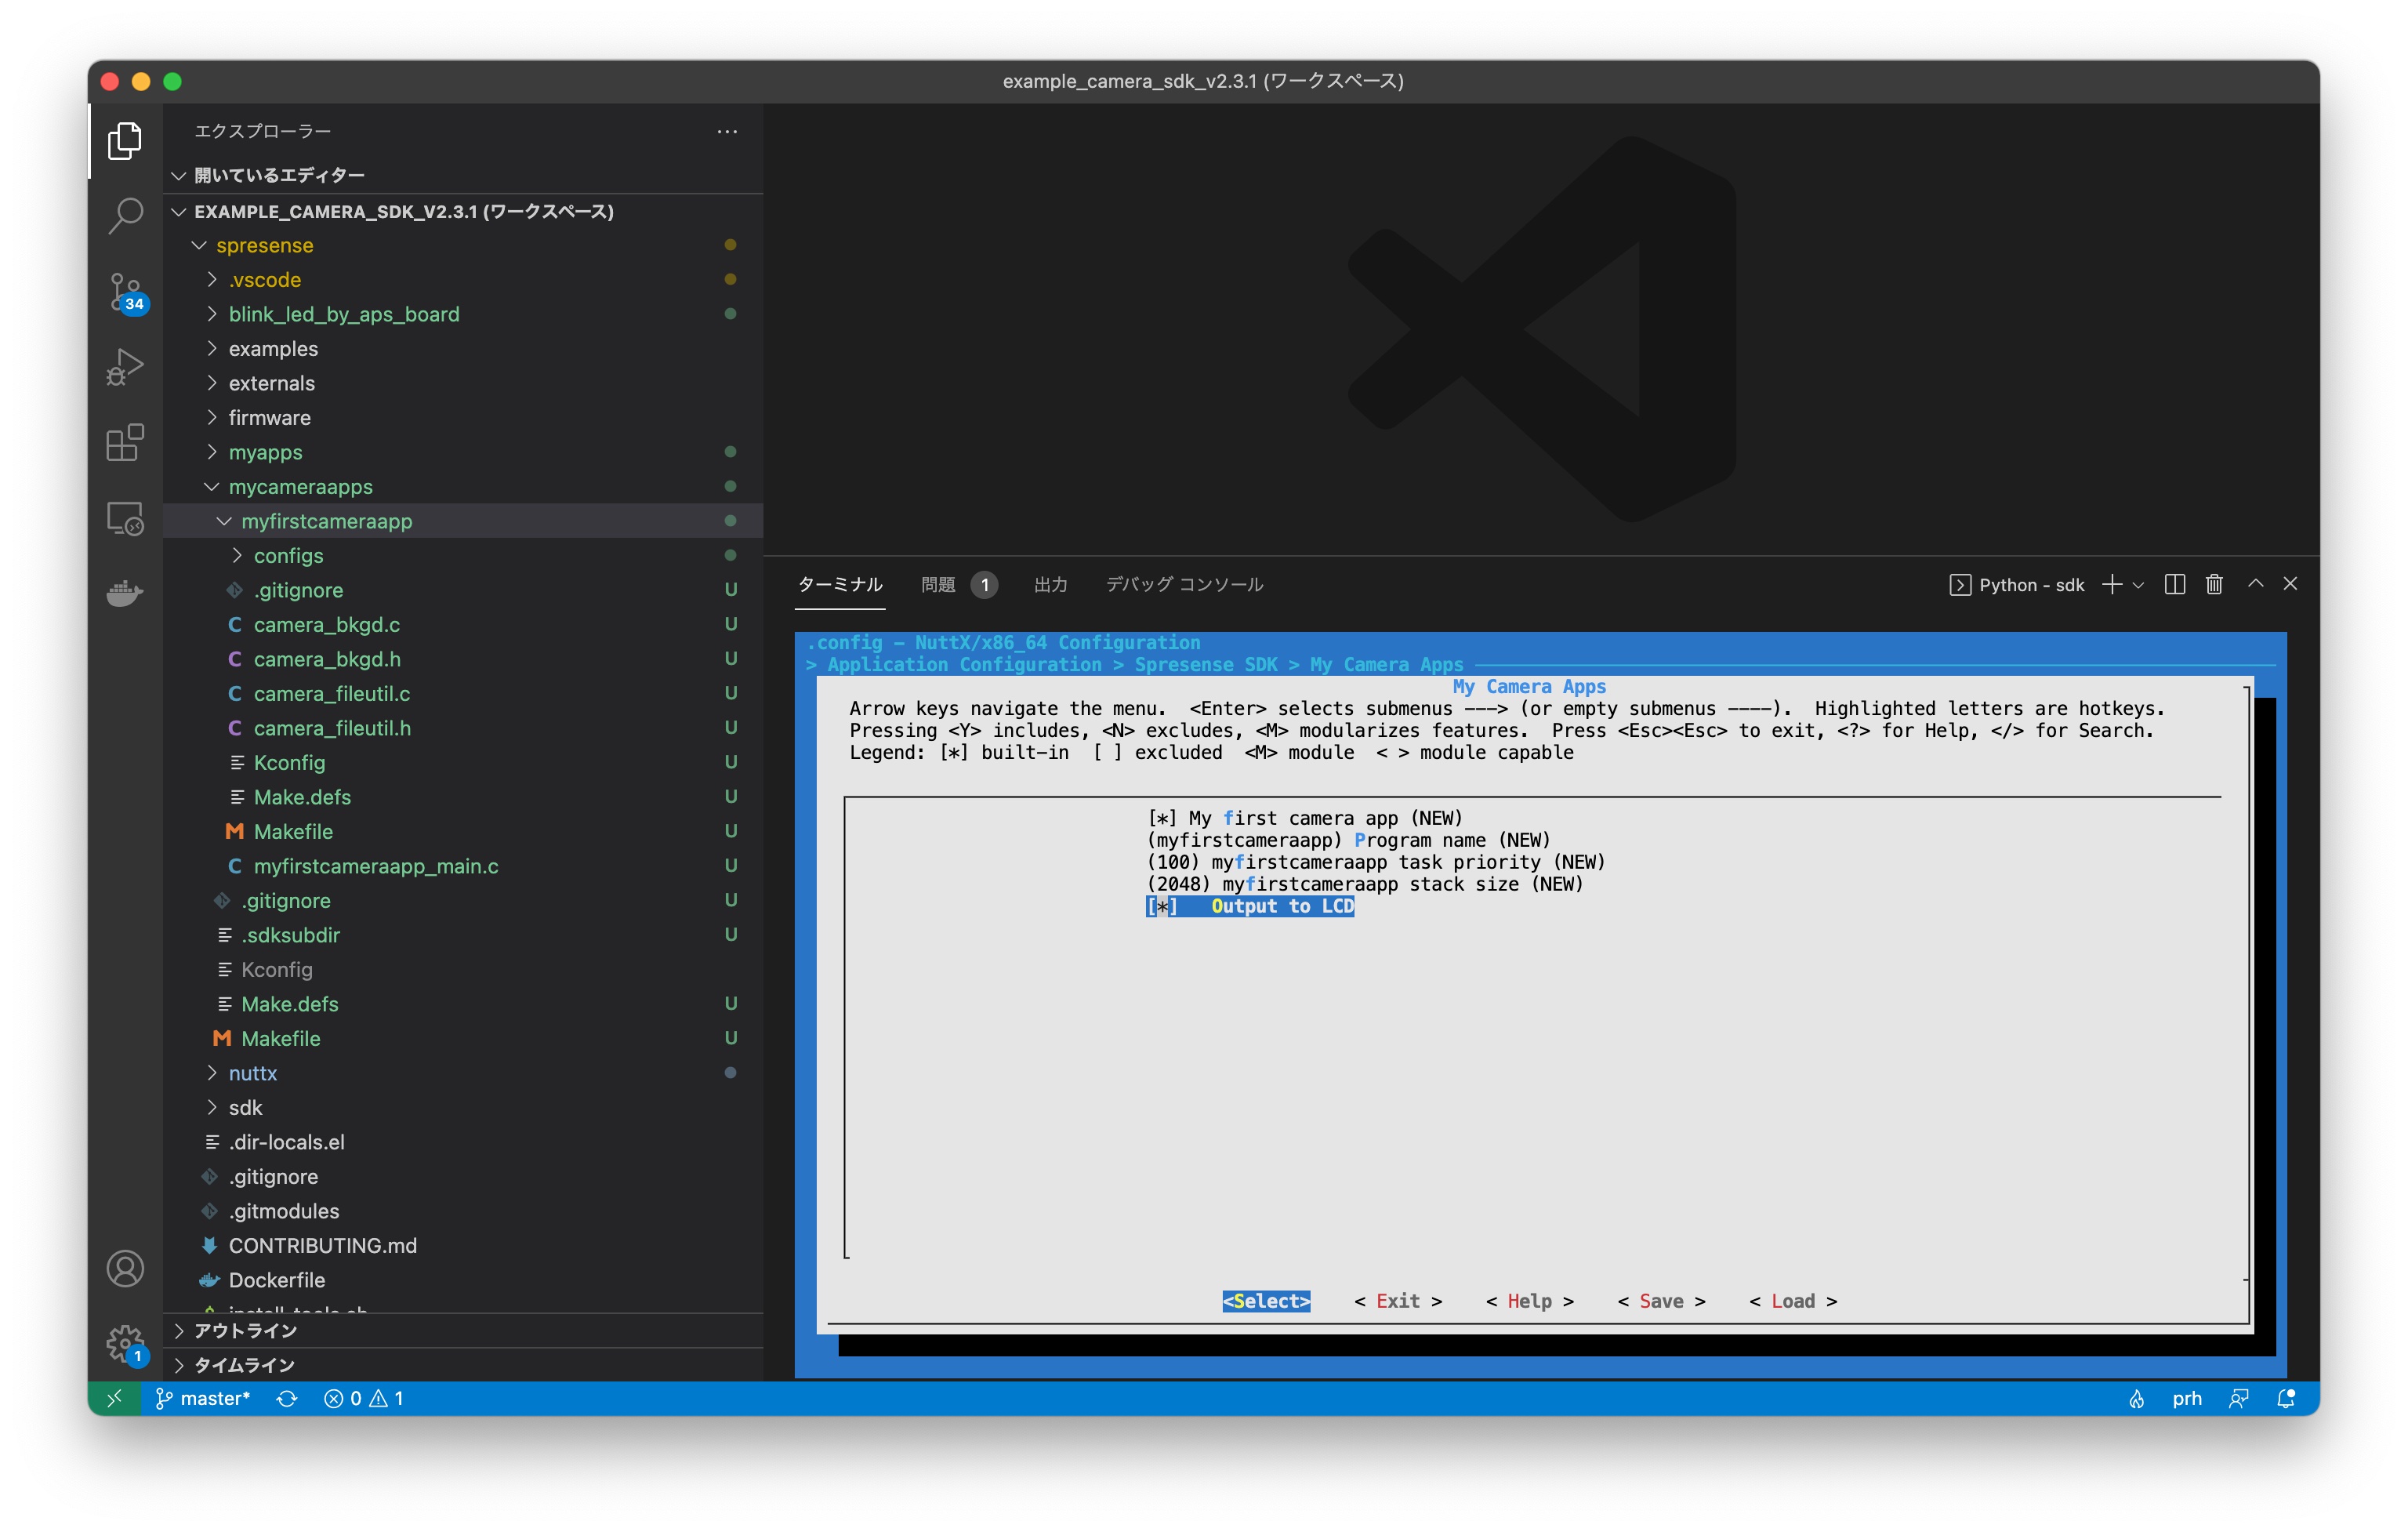 example_camera_sdk_v2.3.1 (ワークスペース)
エクスプローラー
開いているエディター
EXAMPLE_CAMERA_SDK_V2.3.1 (ワークスペース)
spresense
.vscode
blink_led_by_aps_board
examples
externals
firmware
myapps
mycameraapps
myfirstcameraapp
configs
.gitignore U
camera_bkgd.c U
camera_bkgd.h U
camera_fileutil.c U
camera_fileutil.h U
Kconfig U
Make.defs U
Makefile U
myfirstcameraapp_main.c U
.gitignore U
.sdksubdir U
Kconfig
Make.defs U
Makefile U
nuttx
sdk
.dir-locals.el
.gitignore
.gitmodules
CONTRIBUTING.md
Dockerfile
アウトライン
タイムライン
34
1
ターミナル 問題 1 出力 デバッグ コンソール Python - sdk
.config - NuttX/x86_64 Configuration
> Application Configuration > Spresense SDK > My Camera Apps
My Camera Apps
Arrow keys navigate the menu.  <Enter> selects submenus ---> (or empty submenus ----).  Highlighted letters are hotkeys.
Pressing <Y> includes, <N> excludes, <M> modularizes features.  Press <Esc><Esc> to exit, <?> for Help, </> for Search.
Legend: [*] built-in  [ ] excluded  <M> module  < > module capable
[*] My first camera app (NEW)
(myfirstcameraapp) Program name (NEW)
(100) myfirstcameraapp task priority (NEW)
(2048) myfirstcameraapp stack size (NEW)
[*]   Output to LCD
<Select> < Exit > < Help > < Save > < Load >
master* 0 1 prh